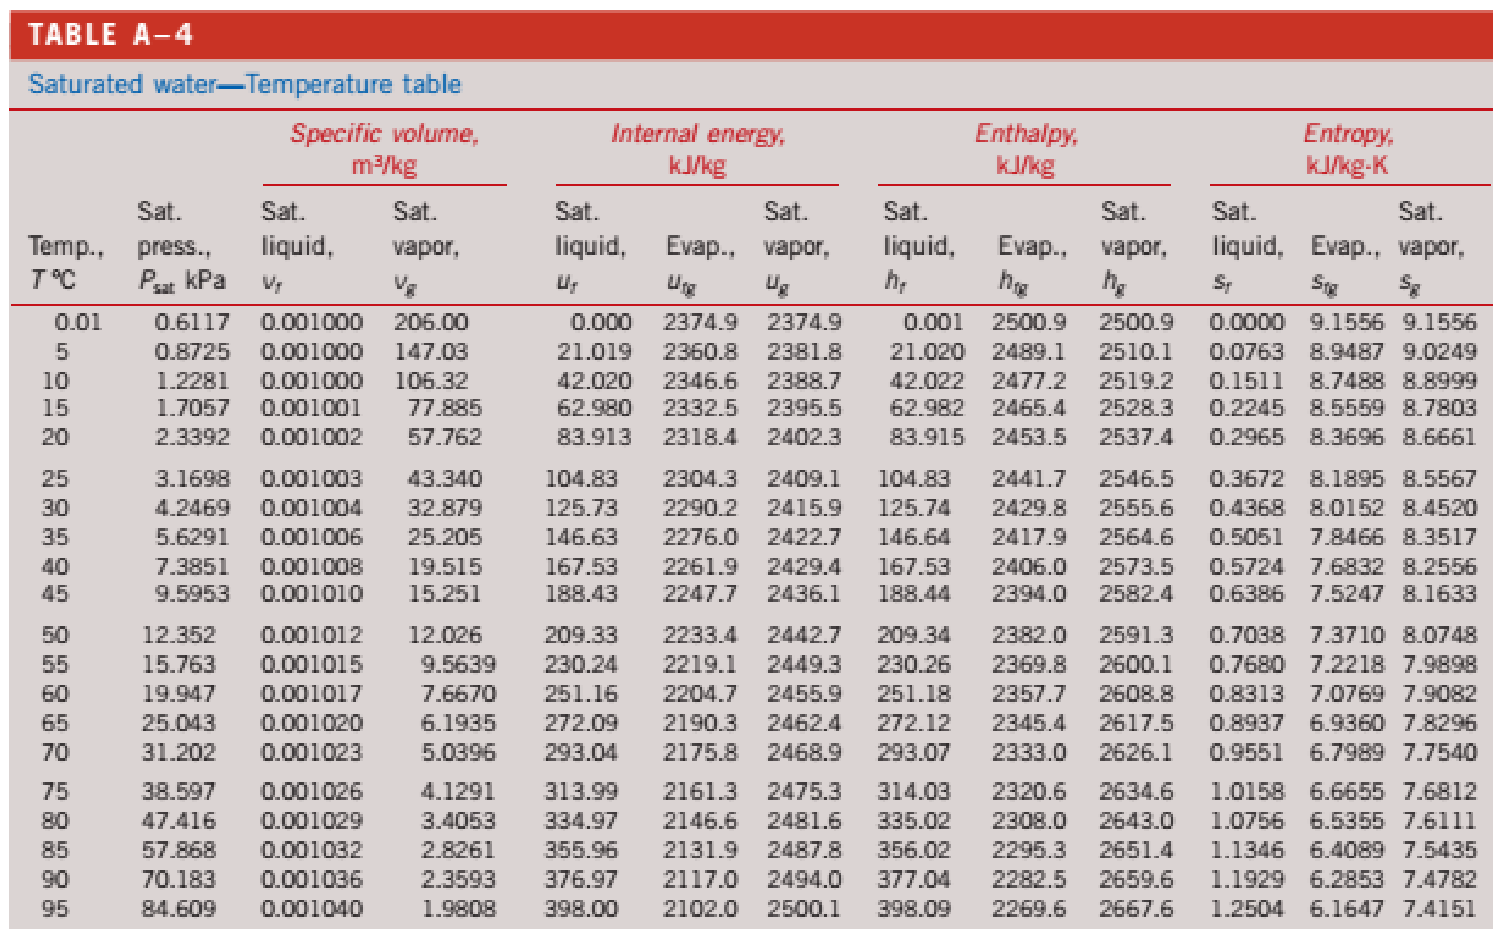 TABLE A–4
Saturated water—Temperature table
Specific volume, Internal energy, Enthalpy, Entropy,
m³/kg kJ/kg kJ/kg kJ/kg·K
Sat. Sat. Sat. Sat. Sat. Sat. Sat. Sat. Sat.
Temp., press., liquid, vapor, liquid, Evap., vapor, liquid, Evap., vapor, liquid, Evap., vapor,
T °C Psat kPa vf vg uf ufg ug hf hfg hg sf sfg sg
0.01 0.6117 0.001000 206.00 0.000 2374.9 2374.9 0.001 2500.9 2500.9 0.0000 9.1556 9.1556
5 0.8725 0.001000 147.03 21.019 2360.8 2381.8 21.020 2489.1 2510.1 0.0763 8.9487 9.0249
10 1.2281 0.001000 106.32 42.020 2346.6 2388.7 42.022 2477.2 2519.2 0.1511 8.7488 8.8999
15 1.7057 0.001001 77.885 62.980 2332.5 2395.5 62.982 2465.4 2528.3 0.2245 8.5559 8.7803
20 2.3392 0.001002 57.762 83.913 2318.4 2402.3 83.915 2453.5 2537.4 0.2965 8.3696 8.6661
25 3.1698 0.001003 43.340 104.83 2304.3 2409.1 104.83 2441.7 2546.5 0.3672 8.1895 8.5567
30 4.2469 0.001004 32.879 125.73 2290.2 2415.9 125.74 2429.8 2555.6 0.4368 8.0152 8.4520
35 5.6291 0.001006 25.205 146.63 2276.0 2422.7 146.64 2417.9 2564.6 0.5051 7.8466 8.3517
40 7.3851 0.001008 19.515 167.53 2261.9 2429.4 167.53 2406.0 2573.5 0.5724 7.6832 8.2556
45 9.5953 0.001010 15.251 188.43 2247.7 2436.1 188.44 2394.0 2582.4 0.6386 7.5247 8.1633
50 12.352 0.001012 12.026 209.33 2233.4 2442.7 209.34 2382.0 2591.3 0.7038 7.3710 8.0748
55 15.763 0.001015 9.5639 230.24 2219.1 2449.3 230.26 2369.8 2600.1 0.7680 7.2218 7.9898
60 19.947 0.001017 7.6670 251.16 2204.7 2455.9 251.18 2357.7 2608.8 0.8313 7.0769 7.9082
65 25.043 0.001020 6.1935 272.09 2190.3 2462.4 272.12 2345.4 2617.5 0.8937 6.9360 7.8296
70 31.202 0.001023 5.0396 293.04 2175.8 2468.9 293.07 2333.0 2626.1 0.9551 6.7989 7.7540
75 38.597 0.001026 4.1291 313.99 2161.3 2475.3 314.03 2320.6 2634.6 1.0158 6.6655 7.6812
80 47.416 0.001029 3.4053 334.97 2146.6 2481.6 335.02 2308.0 2643.0 1.0756 6.5355 7.6111
85 57.868 0.001032 2.8261 355.96 2131.9 2487.8 356.02 2295.3 2651.4 1.1346 6.4089 7.5435
90 70.183 0.001036 2.3593 376.97 2117.0 2494.0 377.04 2282.5 2659.6 1.1929 6.2853 7.4782
95 84.609 0.001040 1.9808 398.00 2102.0 2500.1 398.09 2269.6 2667.6 1.2504 6.1647 7.4151